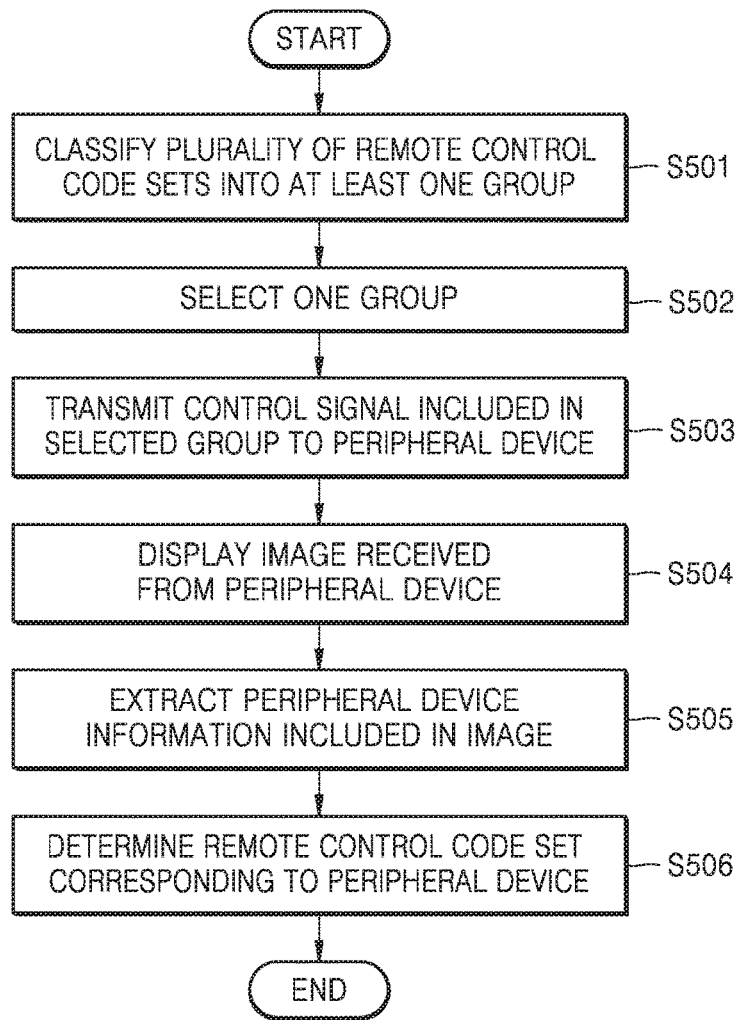 START
CLASSIFY PLURALITY OF REMOTE CONTROL
CODE SETS INTO AT LEAST ONE GROUP
S501
SELECT ONE GROUP
S502
TRANSMIT CONTROL SIGNAL INCLUDED IN
SELECTED GROUP TO PERIPHERAL DEVICE
S503
DISPLAY IMAGE RECEIVED
FROM PERIPHERAL DEVICE
S504
EXTRACT PERIPHERAL DEVICE
INFORMATION INCLUDED IN IMAGE
S505
DETERMINE REMOTE CONTROL CODE SET
CORRESPONDING TO PERIPHERAL DEVICE
S506
END